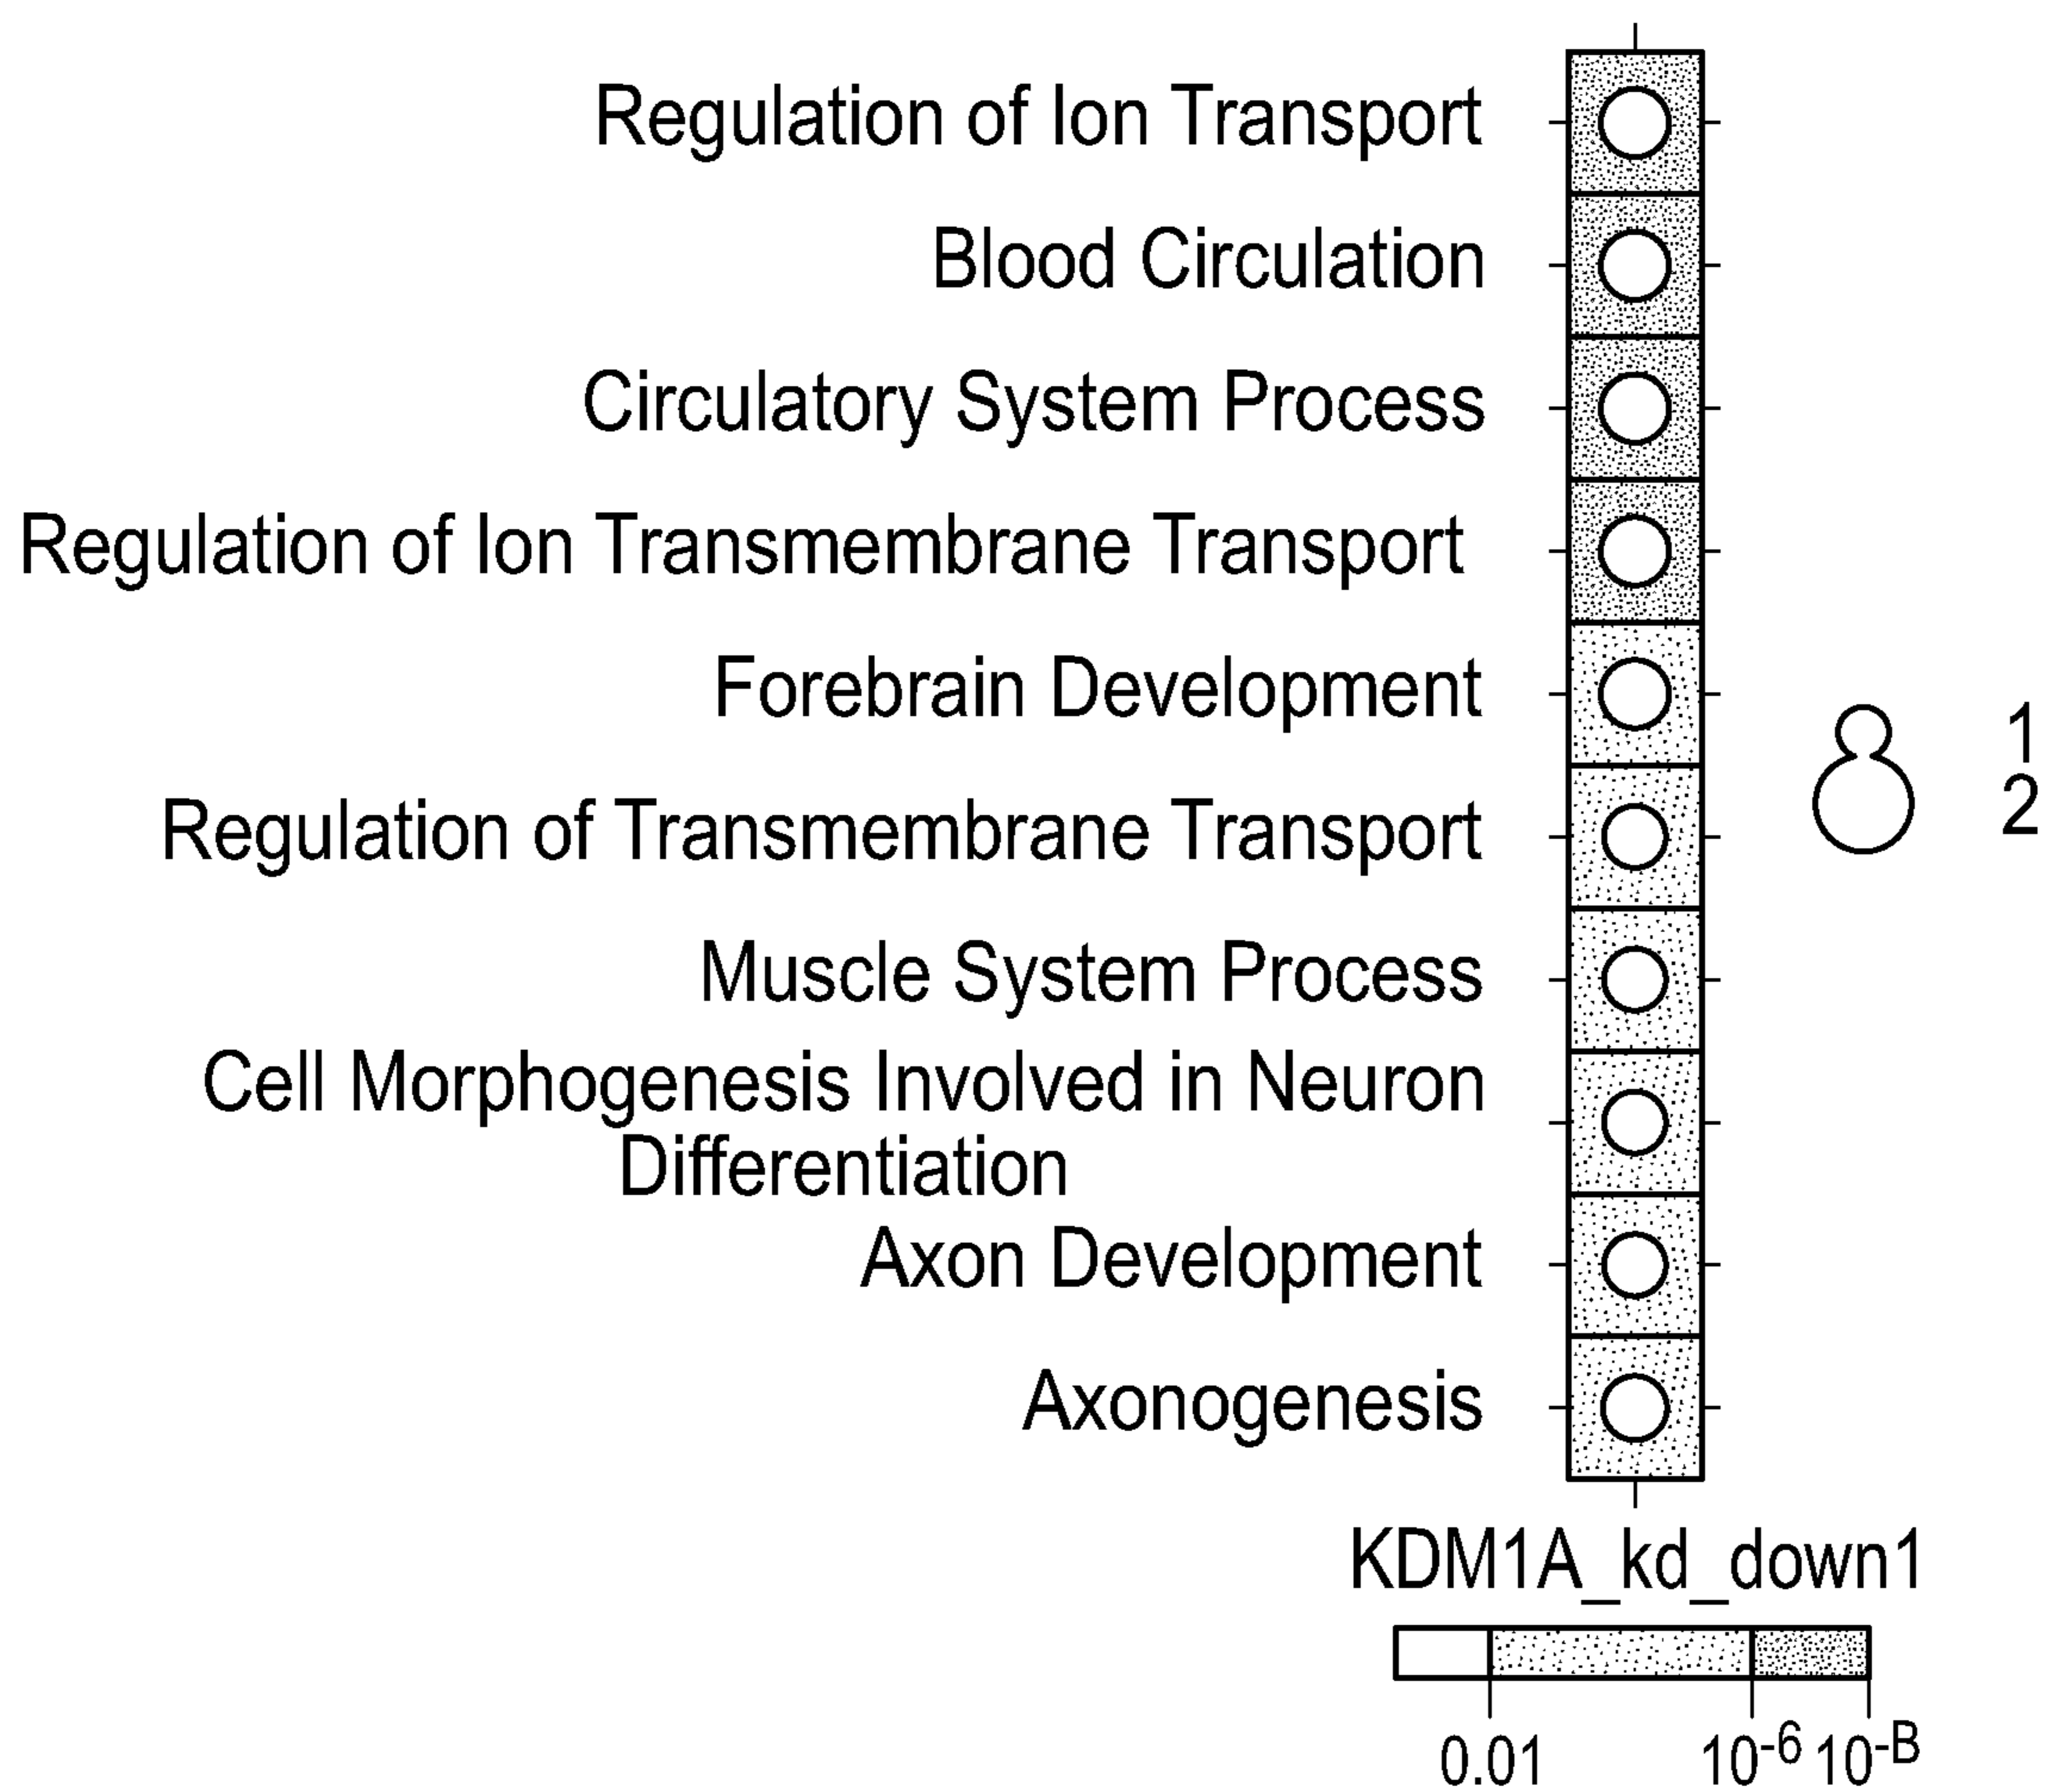 Regulation of Ion Transport
Blood Circulation
Circulatory System Process
Regulation of Ion Transmembrane Transport
Forebrain Development
1
2
Regulation of Transmembrane Transport
Muscle System Process
Cell Morphogenesis Involved in Neuron
Differentiation
Axon Development
Axonogenesis
KDM1A_kd_down1
0.01 10⁻⁶ 10⁻ᴮ